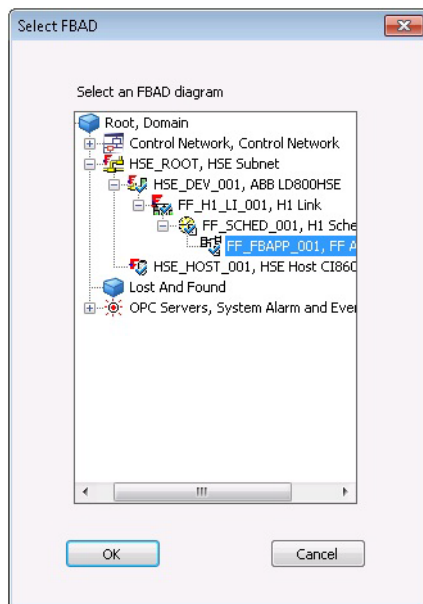 Select FBAD
Select an FBAD diagram
Root, Domain
Control Network, Control Network
HSE_ROOT, HSE Subnet
HSE_DEV_001, ABB LD800HSE
FF_H1_LI_001, H1 Link
FF_SCHED_001, H1 Sche
FF_FBAPP_001, FF A
HSE_HOST_001, HSE Host CI860
Lost And Found
OPC Servers, System Alarm and Ever
OK Cancel